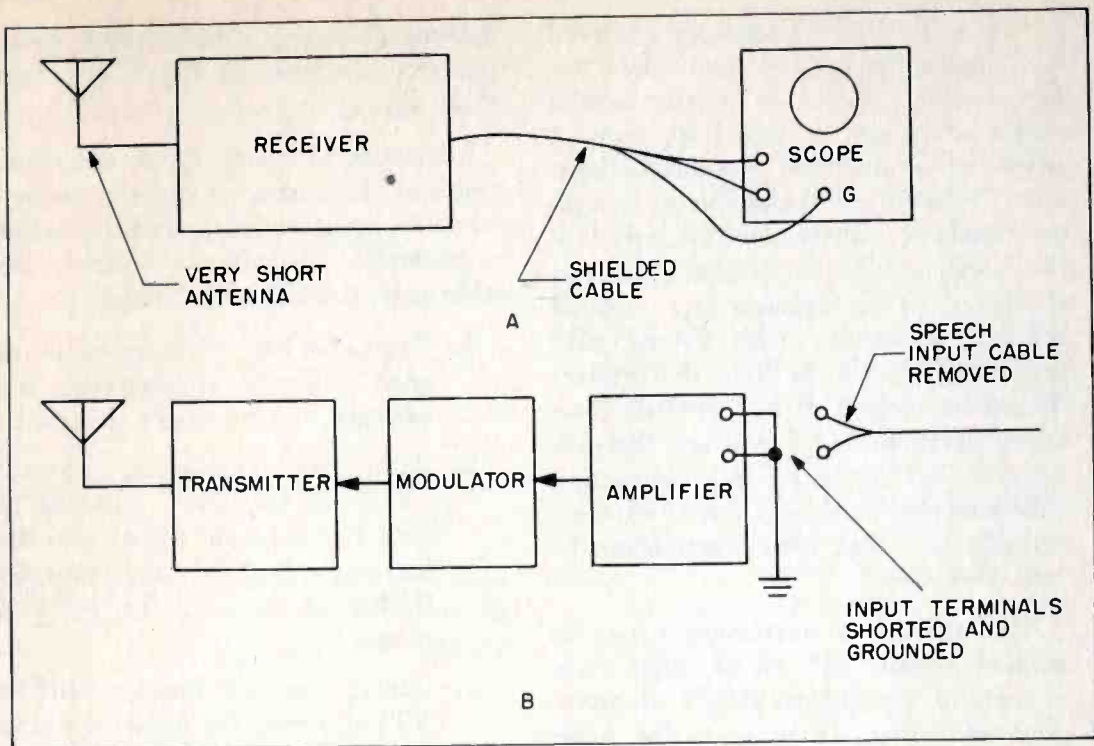 RECEIVER
SCOPE
G
VERY SHORT
ANTENNA
SHIELDED
CABLE
A
SPEECH
INPUT CABLE
REMOVED
TRANSMITTER
MODULATOR
AMPLIFIER
INPUT TERMINALS
SHORTED AND
GROUNDED
B